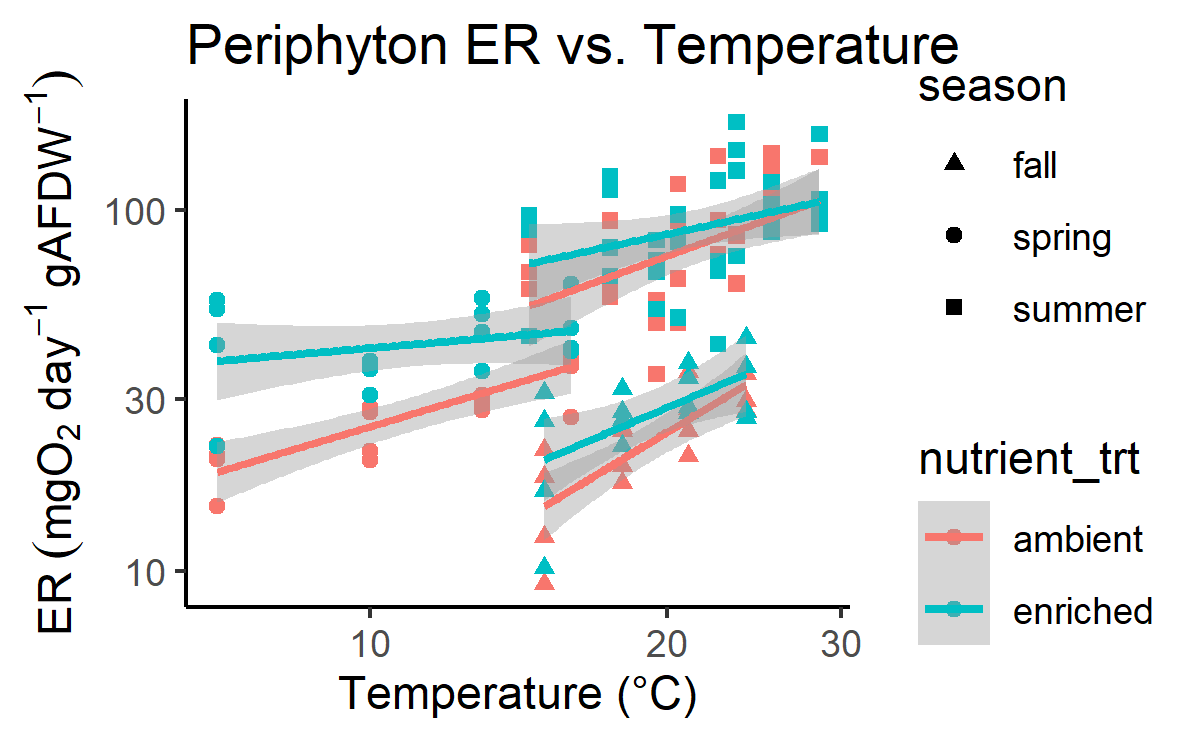 Periphyton ER vs. Temperature
ER (mgO₂ day⁻¹ gAFDW⁻¹)
100
30
10
10
20
30
Temperature (°C)
season
fall
spring
summer
nutrient_trt
ambient
enriched